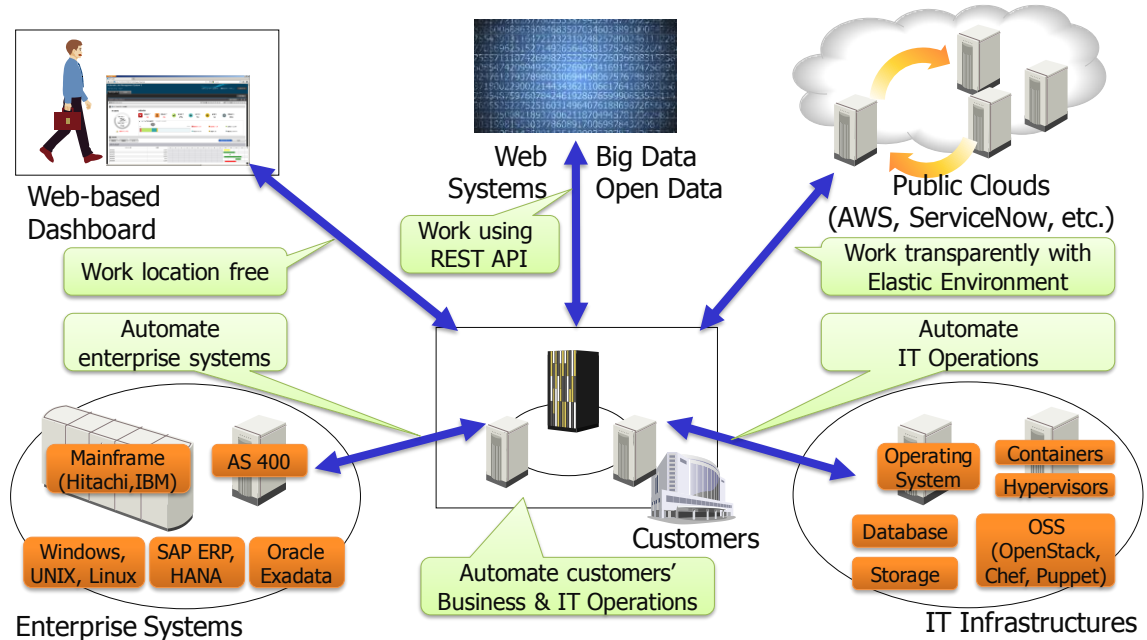 Web-based
Dashboard
Web
Systems
Big Data
Open Data
Public Clouds
(AWS, ServiceNow, etc.)
Work location free
Work using
REST API
Work transparently with
Elastic Environment
Automate
enterprise systems
Automate
IT Operations
Mainframe
(Hitachi,IBM)
AS 400
Windows,
UNIX, Linux
SAP ERP,
HANA
Oracle
Exadata
Enterprise Systems
Customers
Automate customers’
Business & IT Operations
Operating
System
Containers
Hypervisors
Database
Storage
OSS
(OpenStack,
Chef, Puppet)
IT Infrastructures